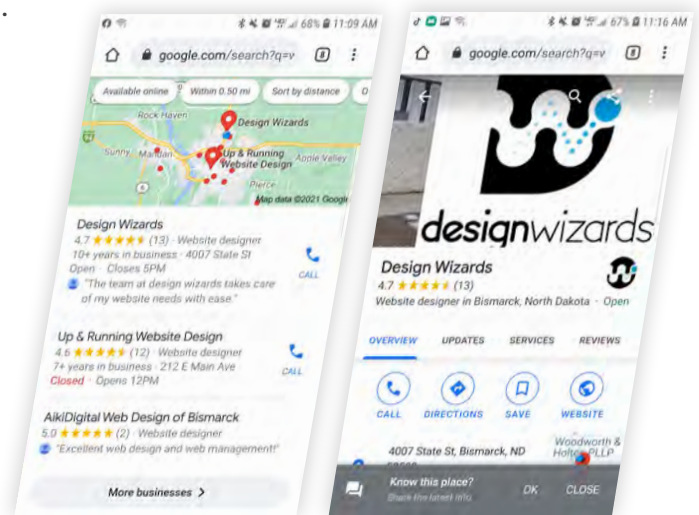 68% 11:09 AM
google.com/search?q=v
8
Available online
Within 0.50 mi
Sort by distance
Rock Haven
Design Wizards
Sunny
Mandan
Up & Running
Website Design
Apple Valley
Pierce
Map data ©2021 Google
Design Wizards
4.7 (13) · Website designer
10+ years in business · 4007 State St
Open · Closes 5PM
"The team at design wizards takes care
of my website needs with ease."
CALL
Up & Running Website Design
4.6 (12) · Website designer
7+ years in business · 212 E Main Ave
Closed · Opens 12PM
CALL
AikiDigital Web Design of Bismarck
5.0 (2) · Website designer
"Excellent web design and web management!"
More businesses >
67% 11:16 AM
google.com/search?q=v
8
designwizards
Design Wizards
4.7 (13)
Website designer in Bismarck, North Dakota · Open
OVERVIEW
UPDATES
SERVICES
REVIEWS
CALL
DIRECTIONS
SAVE
WEBSITE
4007 State St, Bismarck, ND
Woodworth &
PLLP
Know this place?
Share the latest info
OK
CLOSE